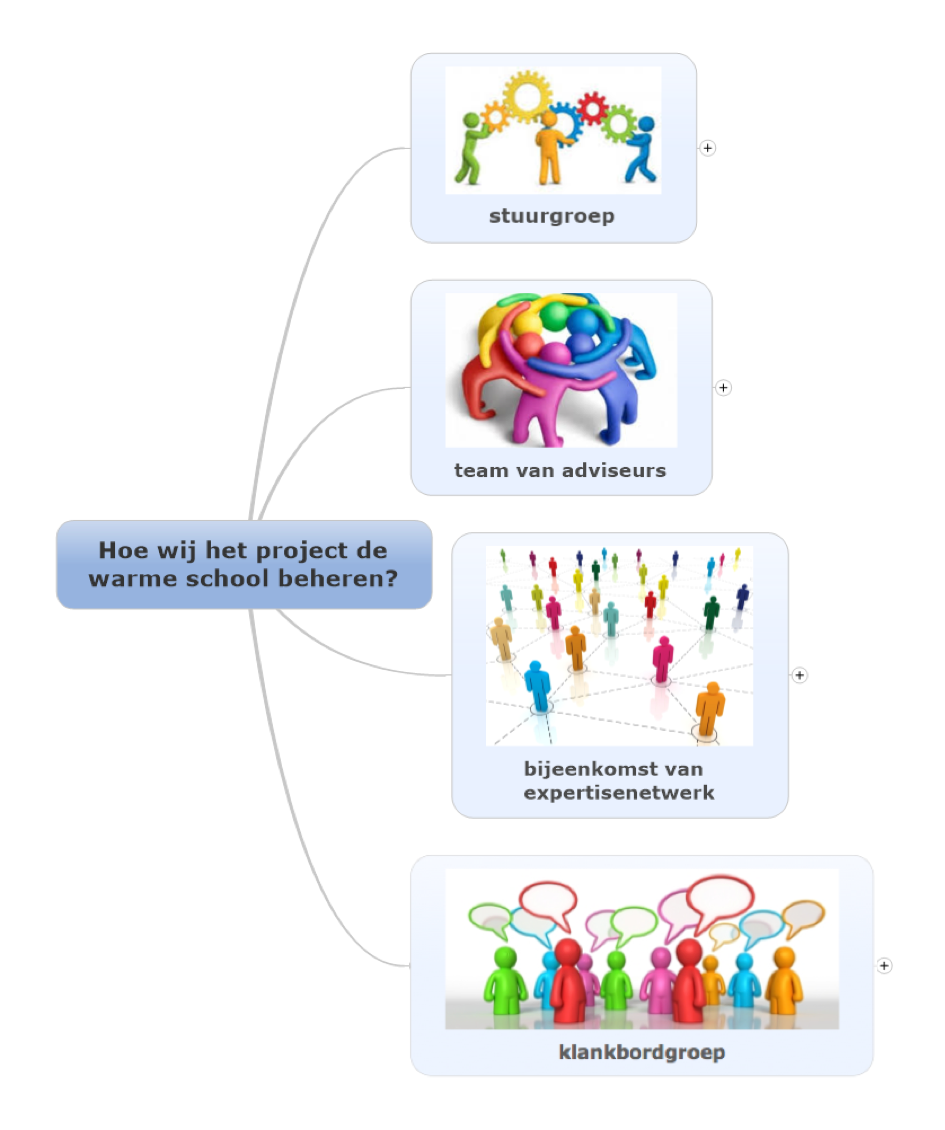 stuurgroep
team van adviseurs
Hoe wij het project de
warme school beheren?
bijeenkomst van
expertisenetwerk
klankbordgroep